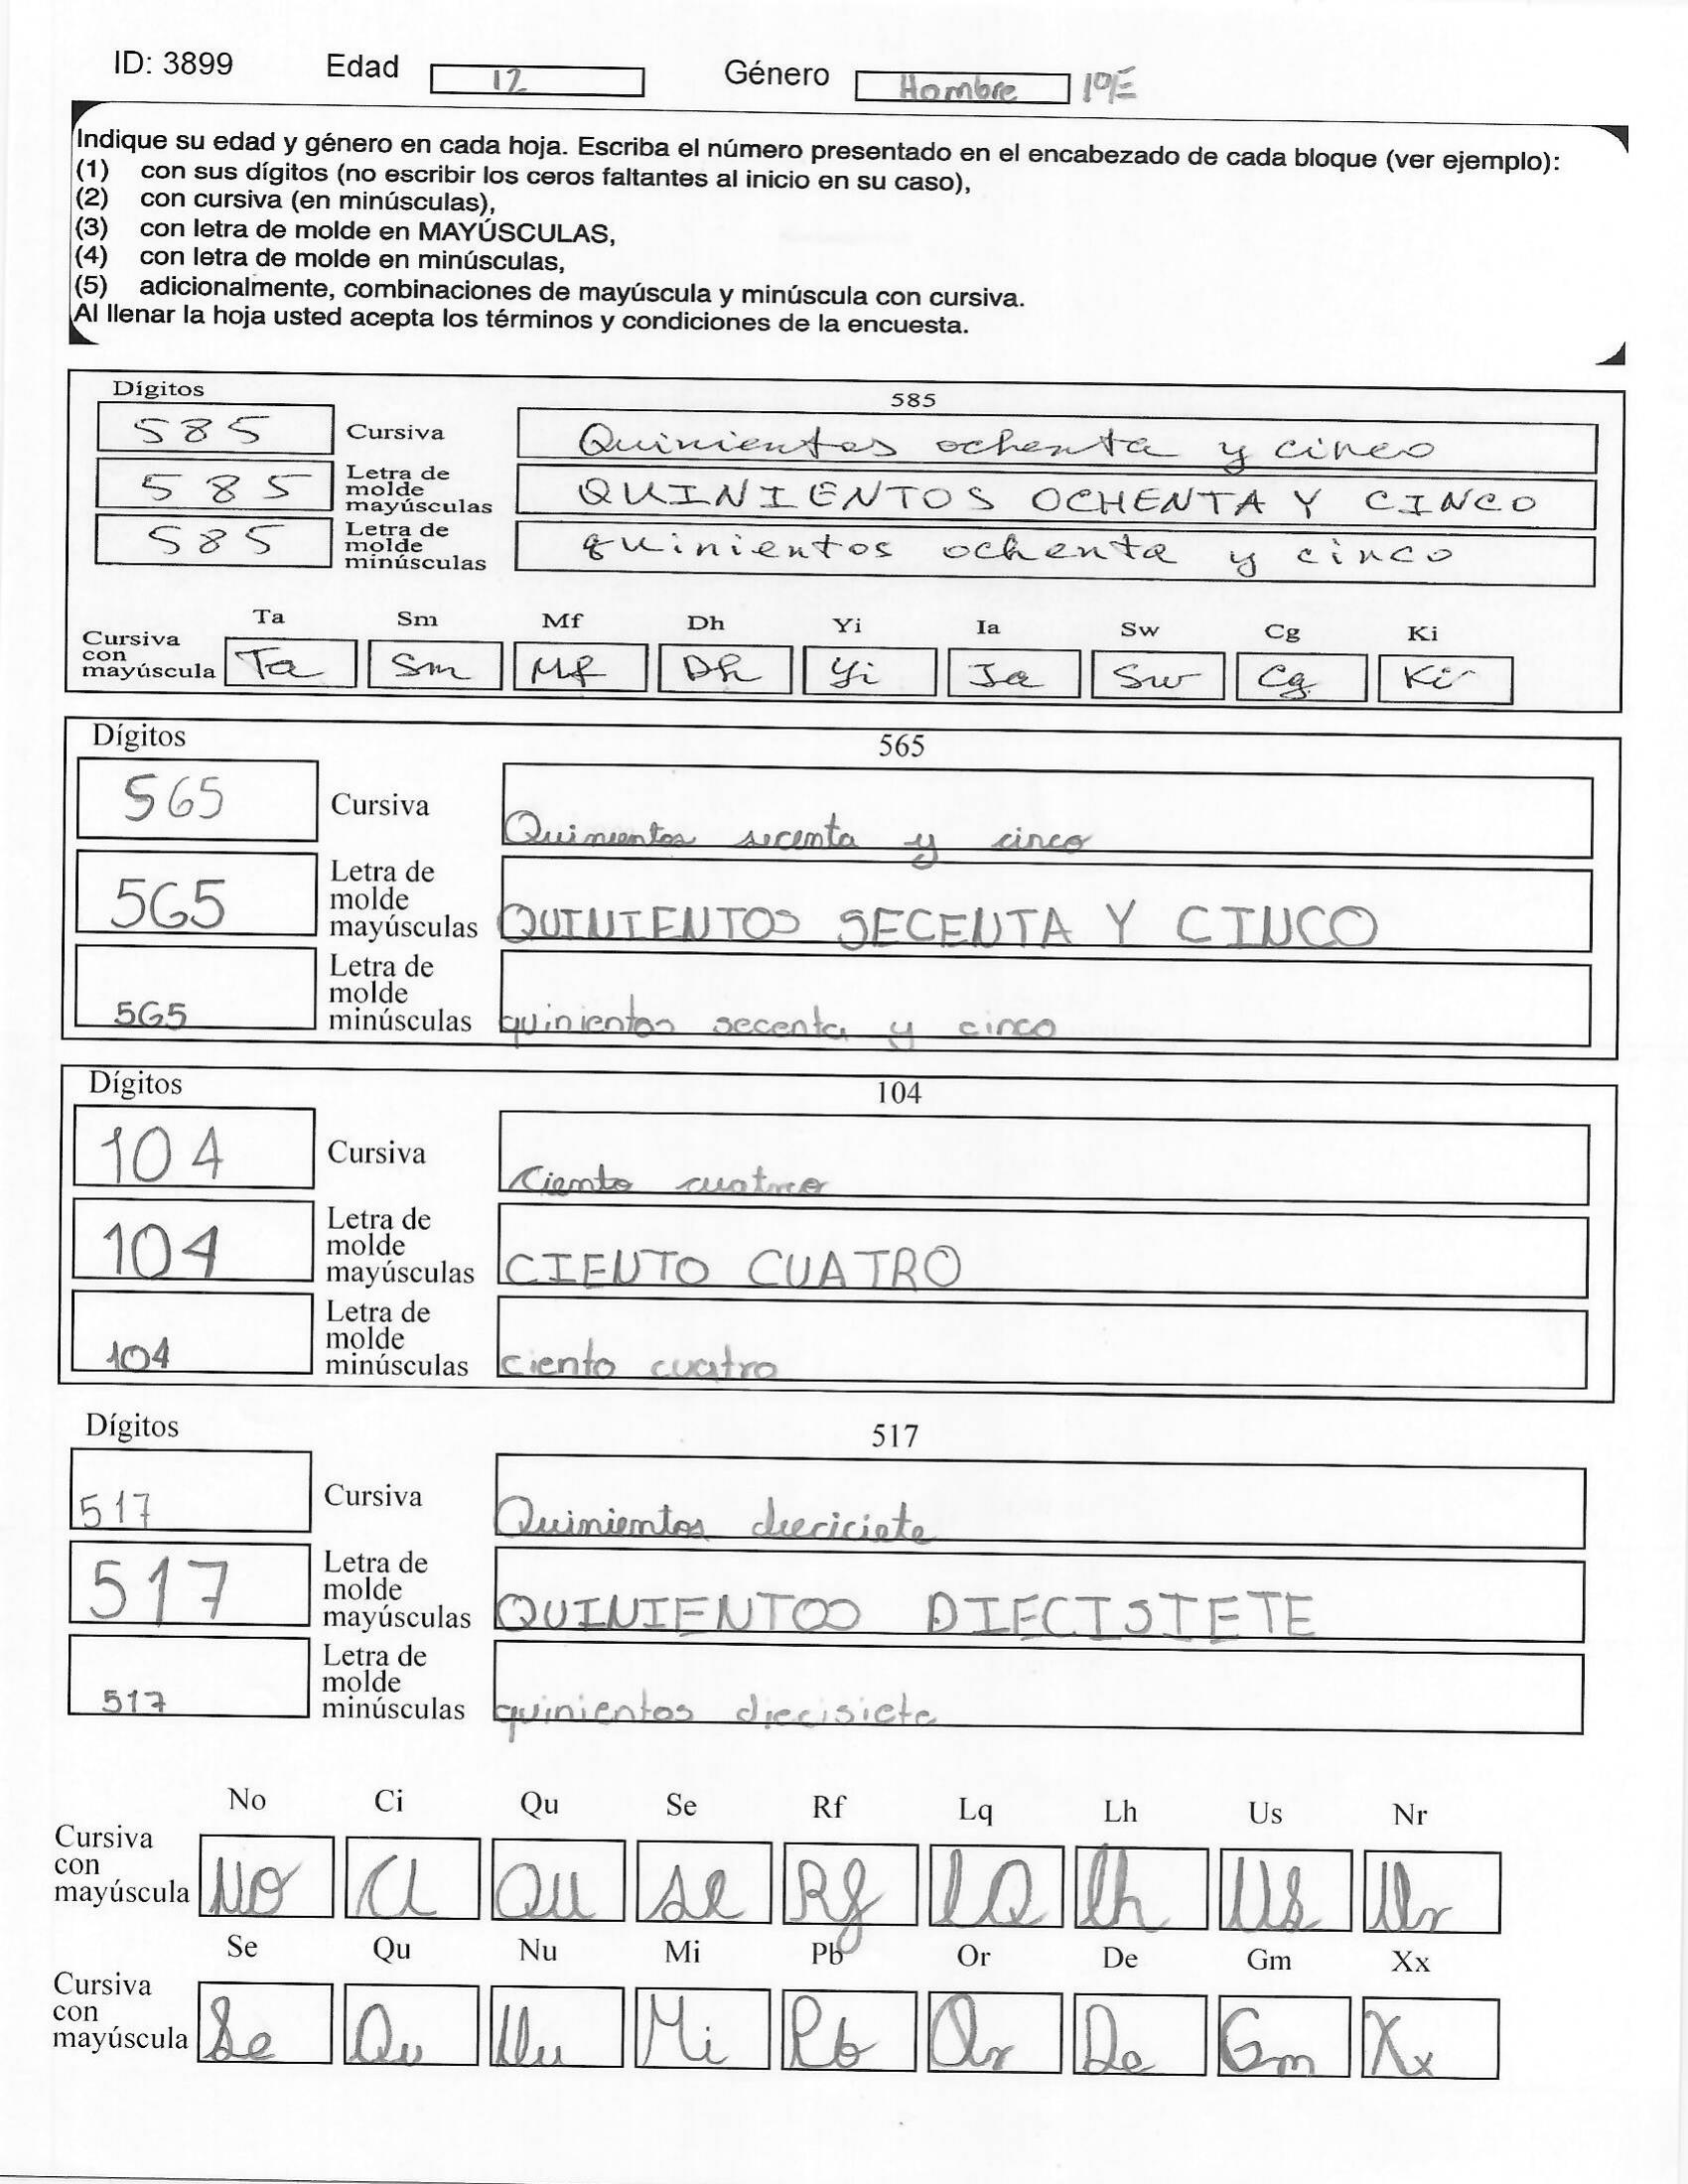 ID: 3899 Edad 12 Género Hombre 1ºE
Indique su edad y género en cada hoja. Escriba el número presentado en el encabezado de cada bloque (ver ejemplo):
(1) con sus dígitos (no escribir los ceros faltantes al inicio en su caso),
(2) con cursiva (en minúsculas),
(3) con letra de molde en MAYÚSCULAS,
(4) con letra de molde en minúsculas,
(5) adicionalmente, combinaciones de mayúscula y minúscula con cursiva.
Al llenar la hoja usted acepta los términos y condiciones de la encuesta.
Dígitos 585
585 Cursiva Quinientos ochenta y cinco
585 Letra de molde mayúsculas QUINIENTOS OCHENTA Y CINCO
585 Letra de molde minúsculas quinientos ochenta y cinco
Ta Sm Mf Dh Yi Ia Sw Cg Ki
Cursiva con mayúscula Ta Sm Mf Dh Yi Ia Sw Cg Ki
Dígitos 565
565 Cursiva Quinientos secenta y cinco
565 Letra de molde mayúsculas QUINIENTOS SECENTA Y CINCO
565 Letra de molde minúsculas quinientos secenta y cinco
Dígitos 104
104 Cursiva Ciento cuatro
104 Letra de molde mayúsculas CIENTO CUATRO
104 Letra de molde minúsculas ciento cuatro
Dígitos 517
517 Cursiva Quinientos dieciciete
517 Letra de molde mayúsculas QUINIENTOS DIECISIETE
517 Letra de molde minúsculas quinientos diecisiete
No Ci Qu Se Rf Lq Lh Us Nr
Cursiva con mayúscula No Ci Qu Se Rf lQ lh Us Nr
Se Qu Nu Mi Pb Or De Gm Xx
Cursiva con mayúscula Se Qu Nu Mi Pb Or De Gm Xx